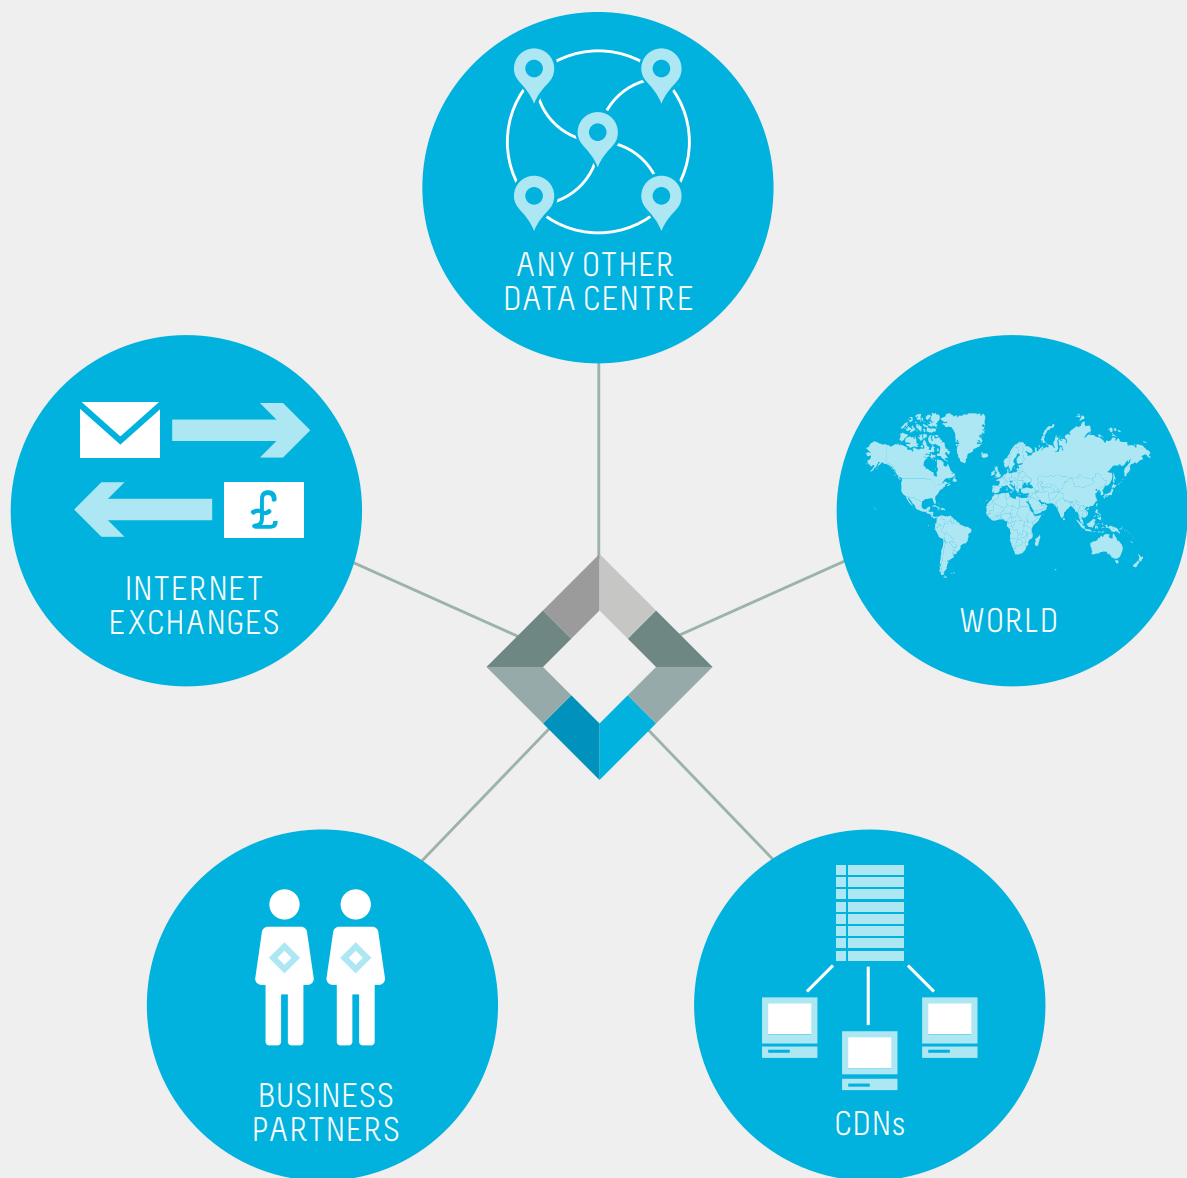 ANY OTHER
DATA CENTRE
INTERNET
EXCHANGES
£
WORLD
BUSINESS
PARTNERS
CDNs